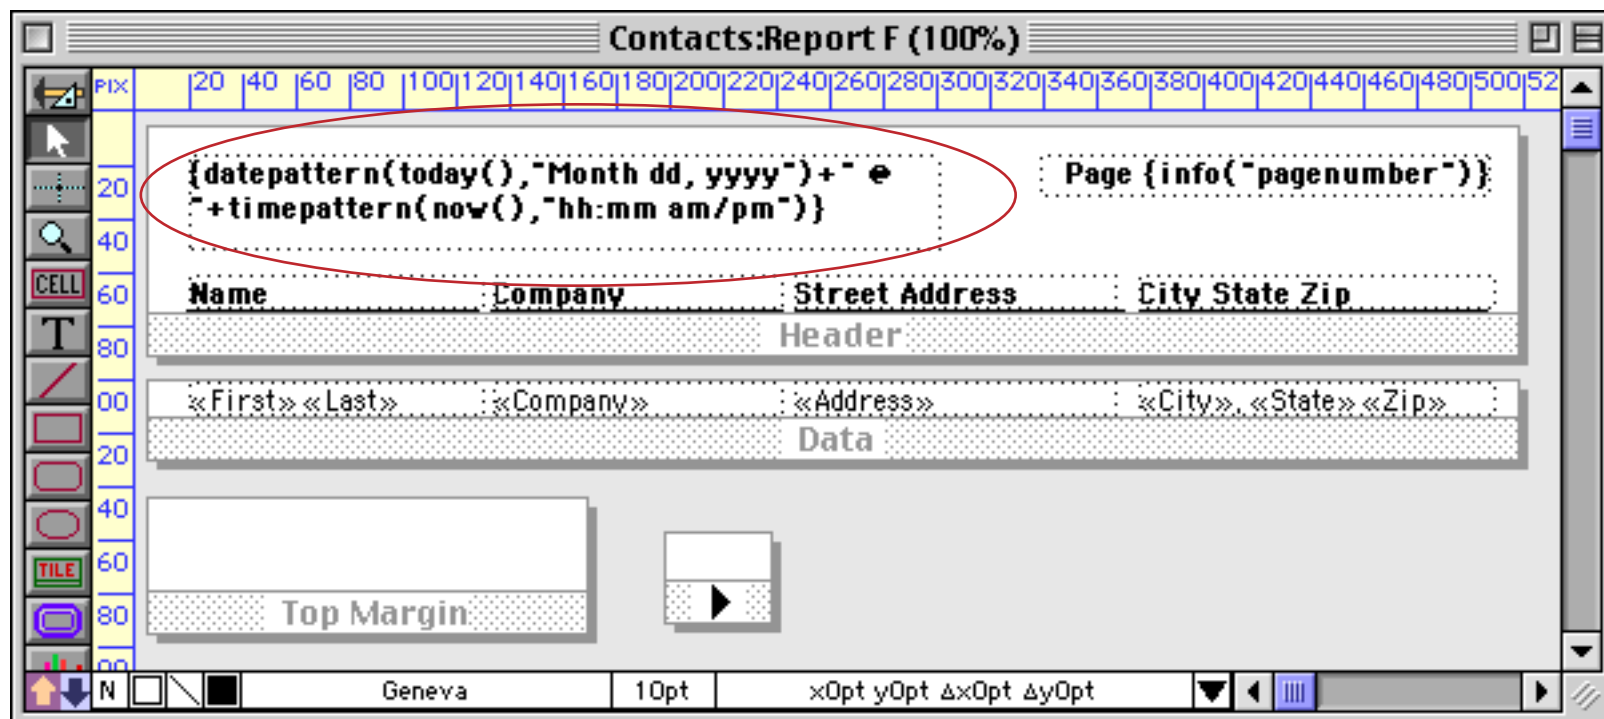 Contacts:Report F (100%)
PIX |20 |40 |60 |80 |100|120|140|160|180|200|220|240|260|280|300|320|340|360|380|400|420|440|460|480|500|52
{datepattern(today(),"Month dd, yyyy")+" @
"+timepattern(now(),"hh:mm am/pm")}
Page {info("pagenumber")}
20
40
CELL
60
Name Company Street Address City State Zip
T
80
Header
00
«First» «Last» «Company» «Address» «City», «State» «Zip»
20
Data
40
60
TILE
80
Top Margin
00
N Geneva 10pt x0pt y0pt Δx0pt Δy0pt